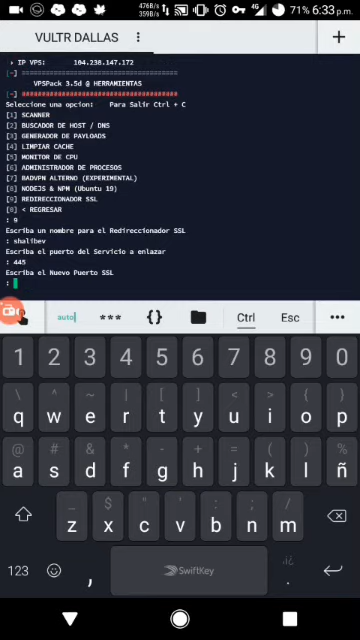 476B/s
359B/s
4G
71% 6:33 p.m.
VULTR DALLAS
+
› IP VPS: 104.238.147.172
[-] =====================================
VPSPack 3.5d @ HERRAMIENTAS
[-] #####################################
Seleccione una opcion: Para Salir Ctrl + C
[1] SCANNER
[2] BUSCADOR DE HOST / DNS
[3] GENERADOR DE PAYLOADS
[4] LIMPIAR CACHE
[5] MONITOR DE CPU
[6] ADMINISTRADOR DE PROCESOS
[7] BADVPN ALTERNO (EXPERIMENTAL)
[8] NODEJS & NPM (Ubuntu 19)
[9] REDIRECCIONADOR SSL
[0] < REGRESAR
: 9
Escriba un nombre para el Redireccionador SSL
: shalibev
Escriba el puerto del Servicio a enlazar
: 445
Escriba el Nuevo Puerto SSL
:
auto *** {} Ctrl Esc •••
1 2 3 4 5 6 7 8 9 0
\ ^ ~ | [ ] < > { }
q w e r t y u i o p
@ # & * - + = ( )
a s d f g h j k l ñ
_ $ " ' : ; /
z x c v b n m
123 , SwiftKey .